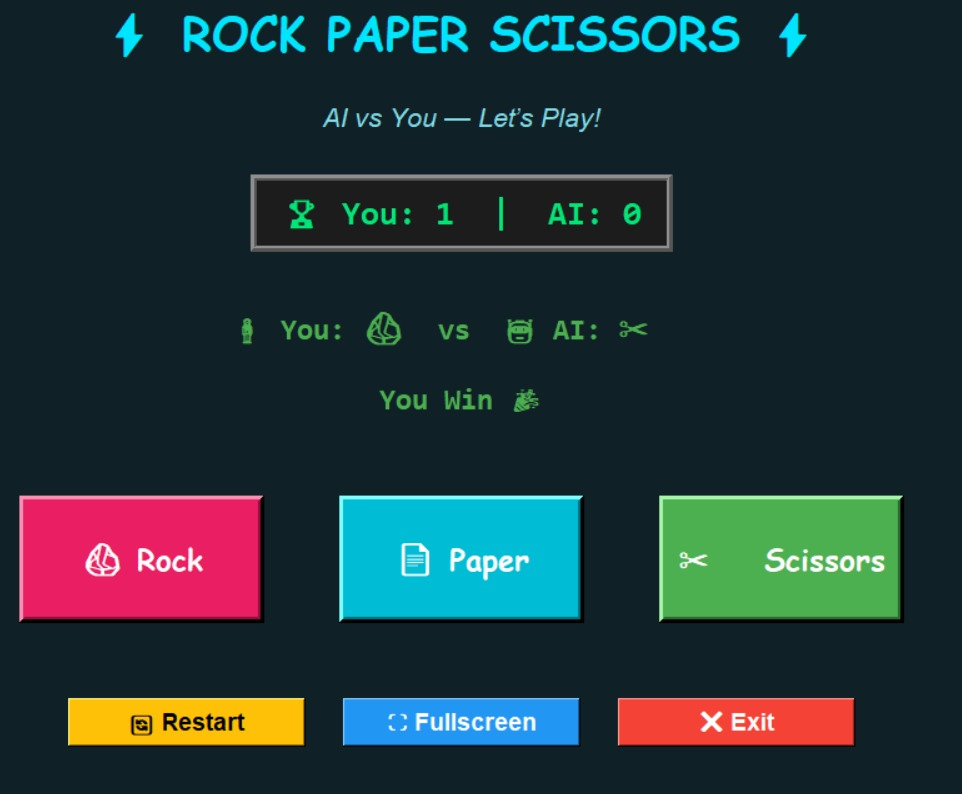 ⚡ ROCK PAPER SCISSORS ⚡
AI vs You — Let's Play!
🏆 You: 1 | AI: 0
🧍 You: 🪨 vs 🤖 AI: ✂
You Win 🎉
🪨 Rock 📄 Paper ✂ Scissors
🔄 Restart ⛶ Fullscreen ❌ Exit